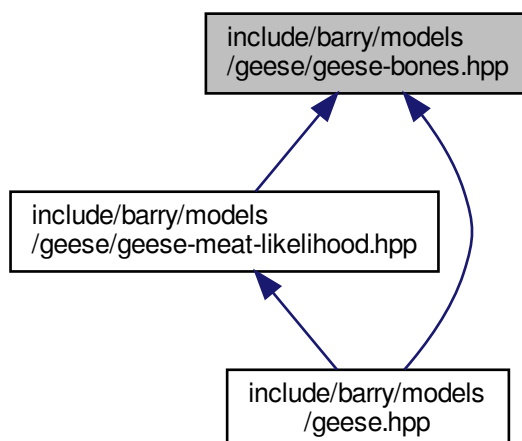 include/barry/models
/geese/geese-bones.hpp
include/barry/models
/geese/geese-meat-likelihood.hpp
include/barry/models
/geese.hpp